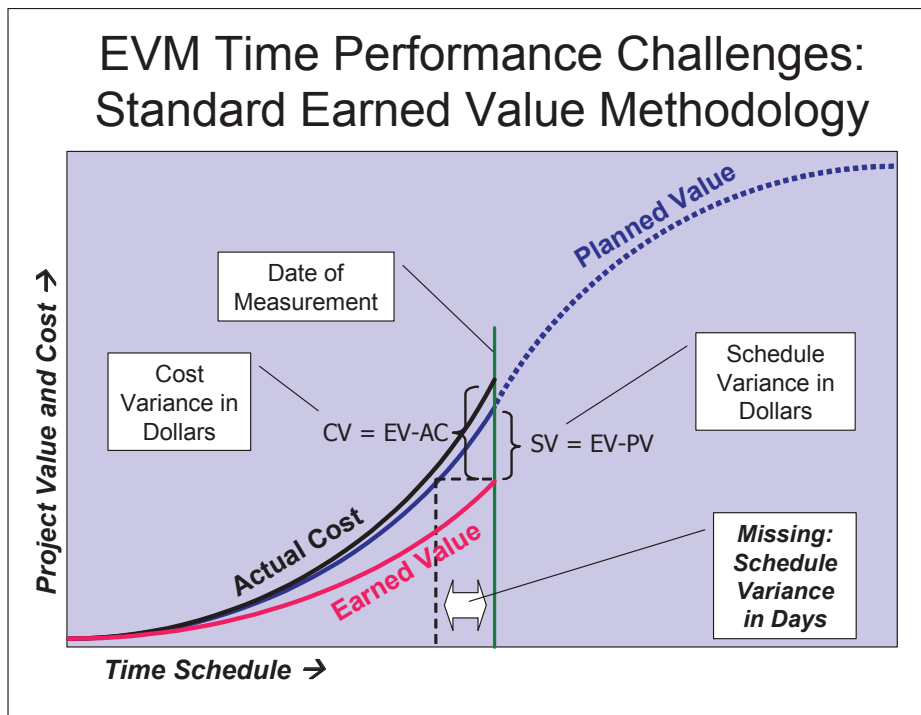 EVM Time Performance Challenges:
Standard Earned Value Methodology
Project Value and Cost →
Planned Value
Date of
Measurement
Cost
Variance in
Dollars
Schedule
Variance in
Dollars
CV = EV-AC
SV = EV-PV
Actual Cost
Earned Value
Missing:
Schedule
Variance
in Days
Time Schedule →